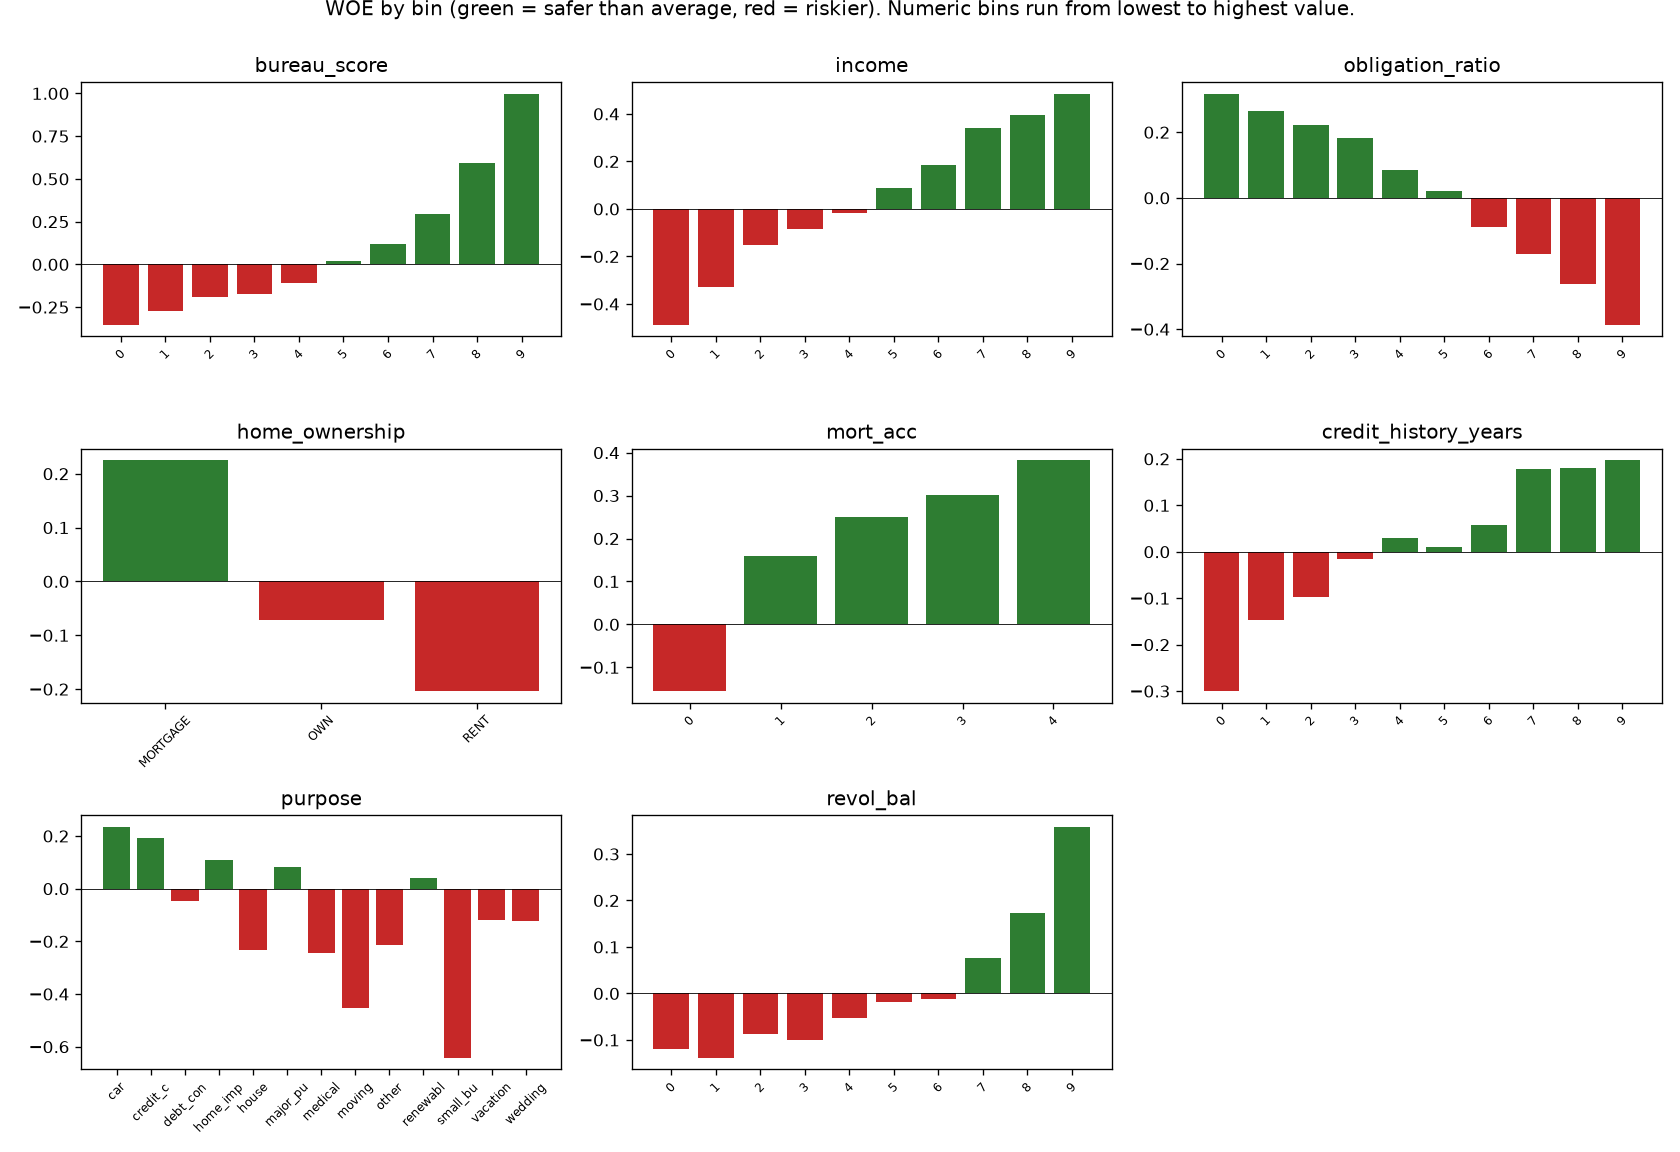 WOE by bin (green = safer than average, red = riskier). Numeric bins run from lowest to highest value.
bureau_score
1.00
0.75
0.50
0.25
0.00
−0.25
0 1 2 3 4 5 6 7 8 9
income
0.4
0.2
0.0
−0.2
−0.4
0 1 2 3 4 5 6 7 8 9
obligation_ratio
0.2
0.0
−0.2
−0.4
0 1 2 3 4 5 6 7 8 9
home_ownership
0.2
0.1
0.0
−0.1
−0.2
MORTGAGE OWN RENT
mort_acc
0.4
0.3
0.2
0.1
0.0
−0.1
0 1 2 3 4
credit_history_years
0.2
0.1
0.0
−0.1
−0.2
−0.3
0 1 2 3 4 5 6 7 8 9
purpose
0.2
0.0
−0.2
−0.4
−0.6
car credit_c debt_con home_imp house major_pu medical moving other renewabl small_bu vacation wedding
revol_bal
0.3
0.2
0.1
0.0
−0.1
0 1 2 3 4 5 6 7 8 9